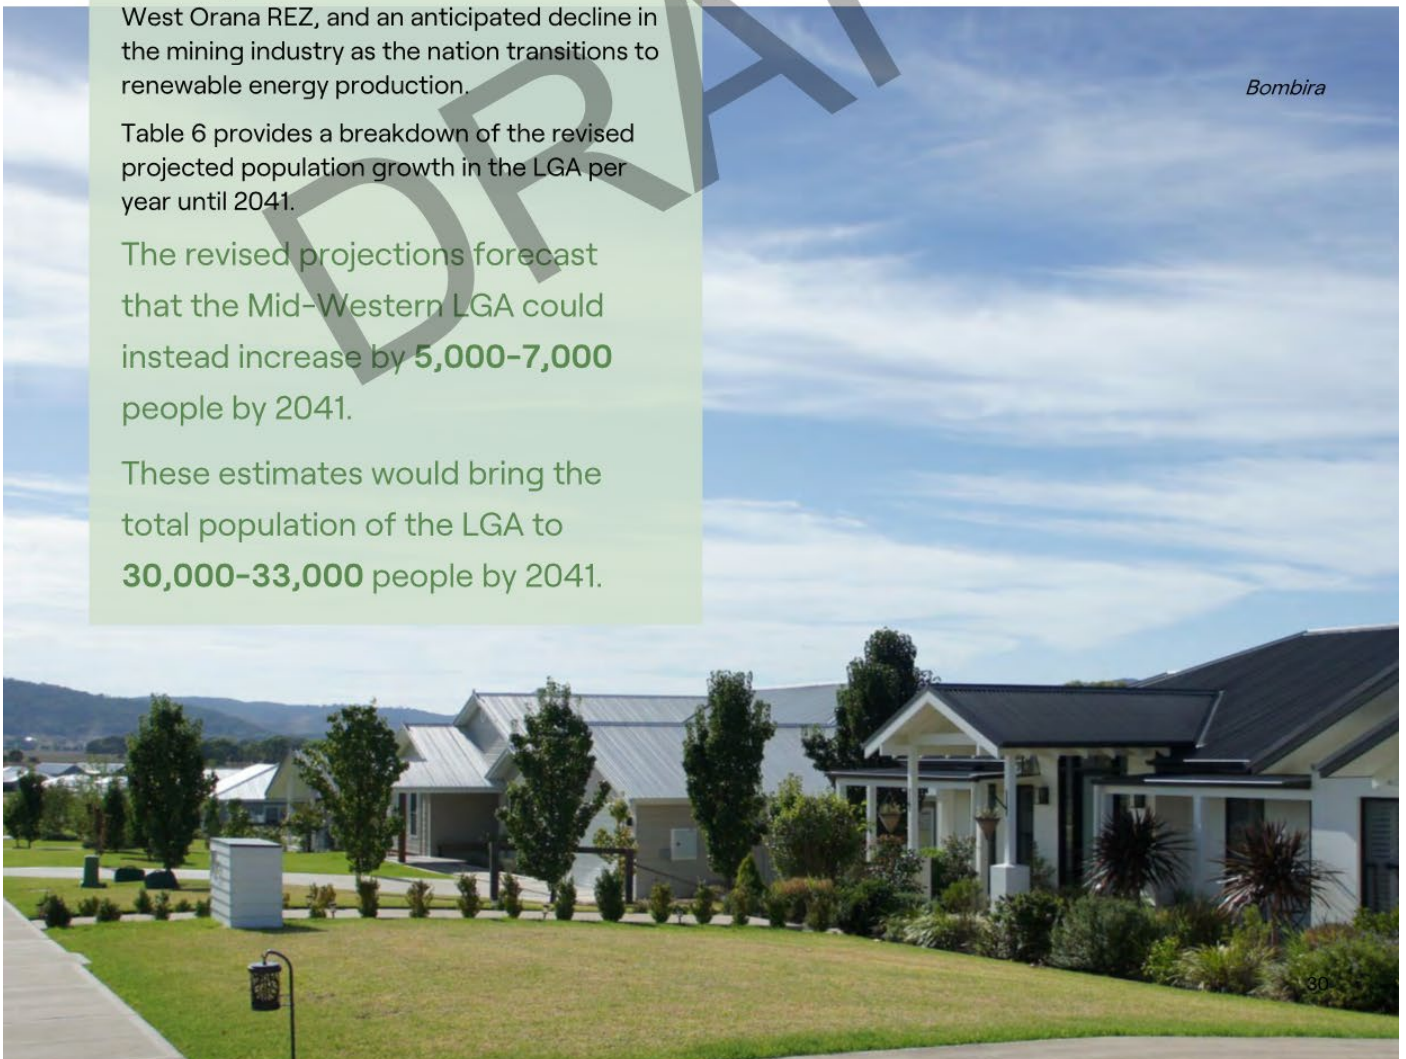 West Orana REZ, and an anticipated decline in
the mining industry as the nation transitions to
renewable energy production.
Table 6 provides a breakdown of the revised
projected population growth in the LGA per
year until 2041.
The revised projections forecast
that the Mid-Western LGA could
instead increase by 5,000-7,000
people by 2041.
These estimates would bring the
total population of the LGA to
30,000-33,000 people by 2041.
Bombira
30